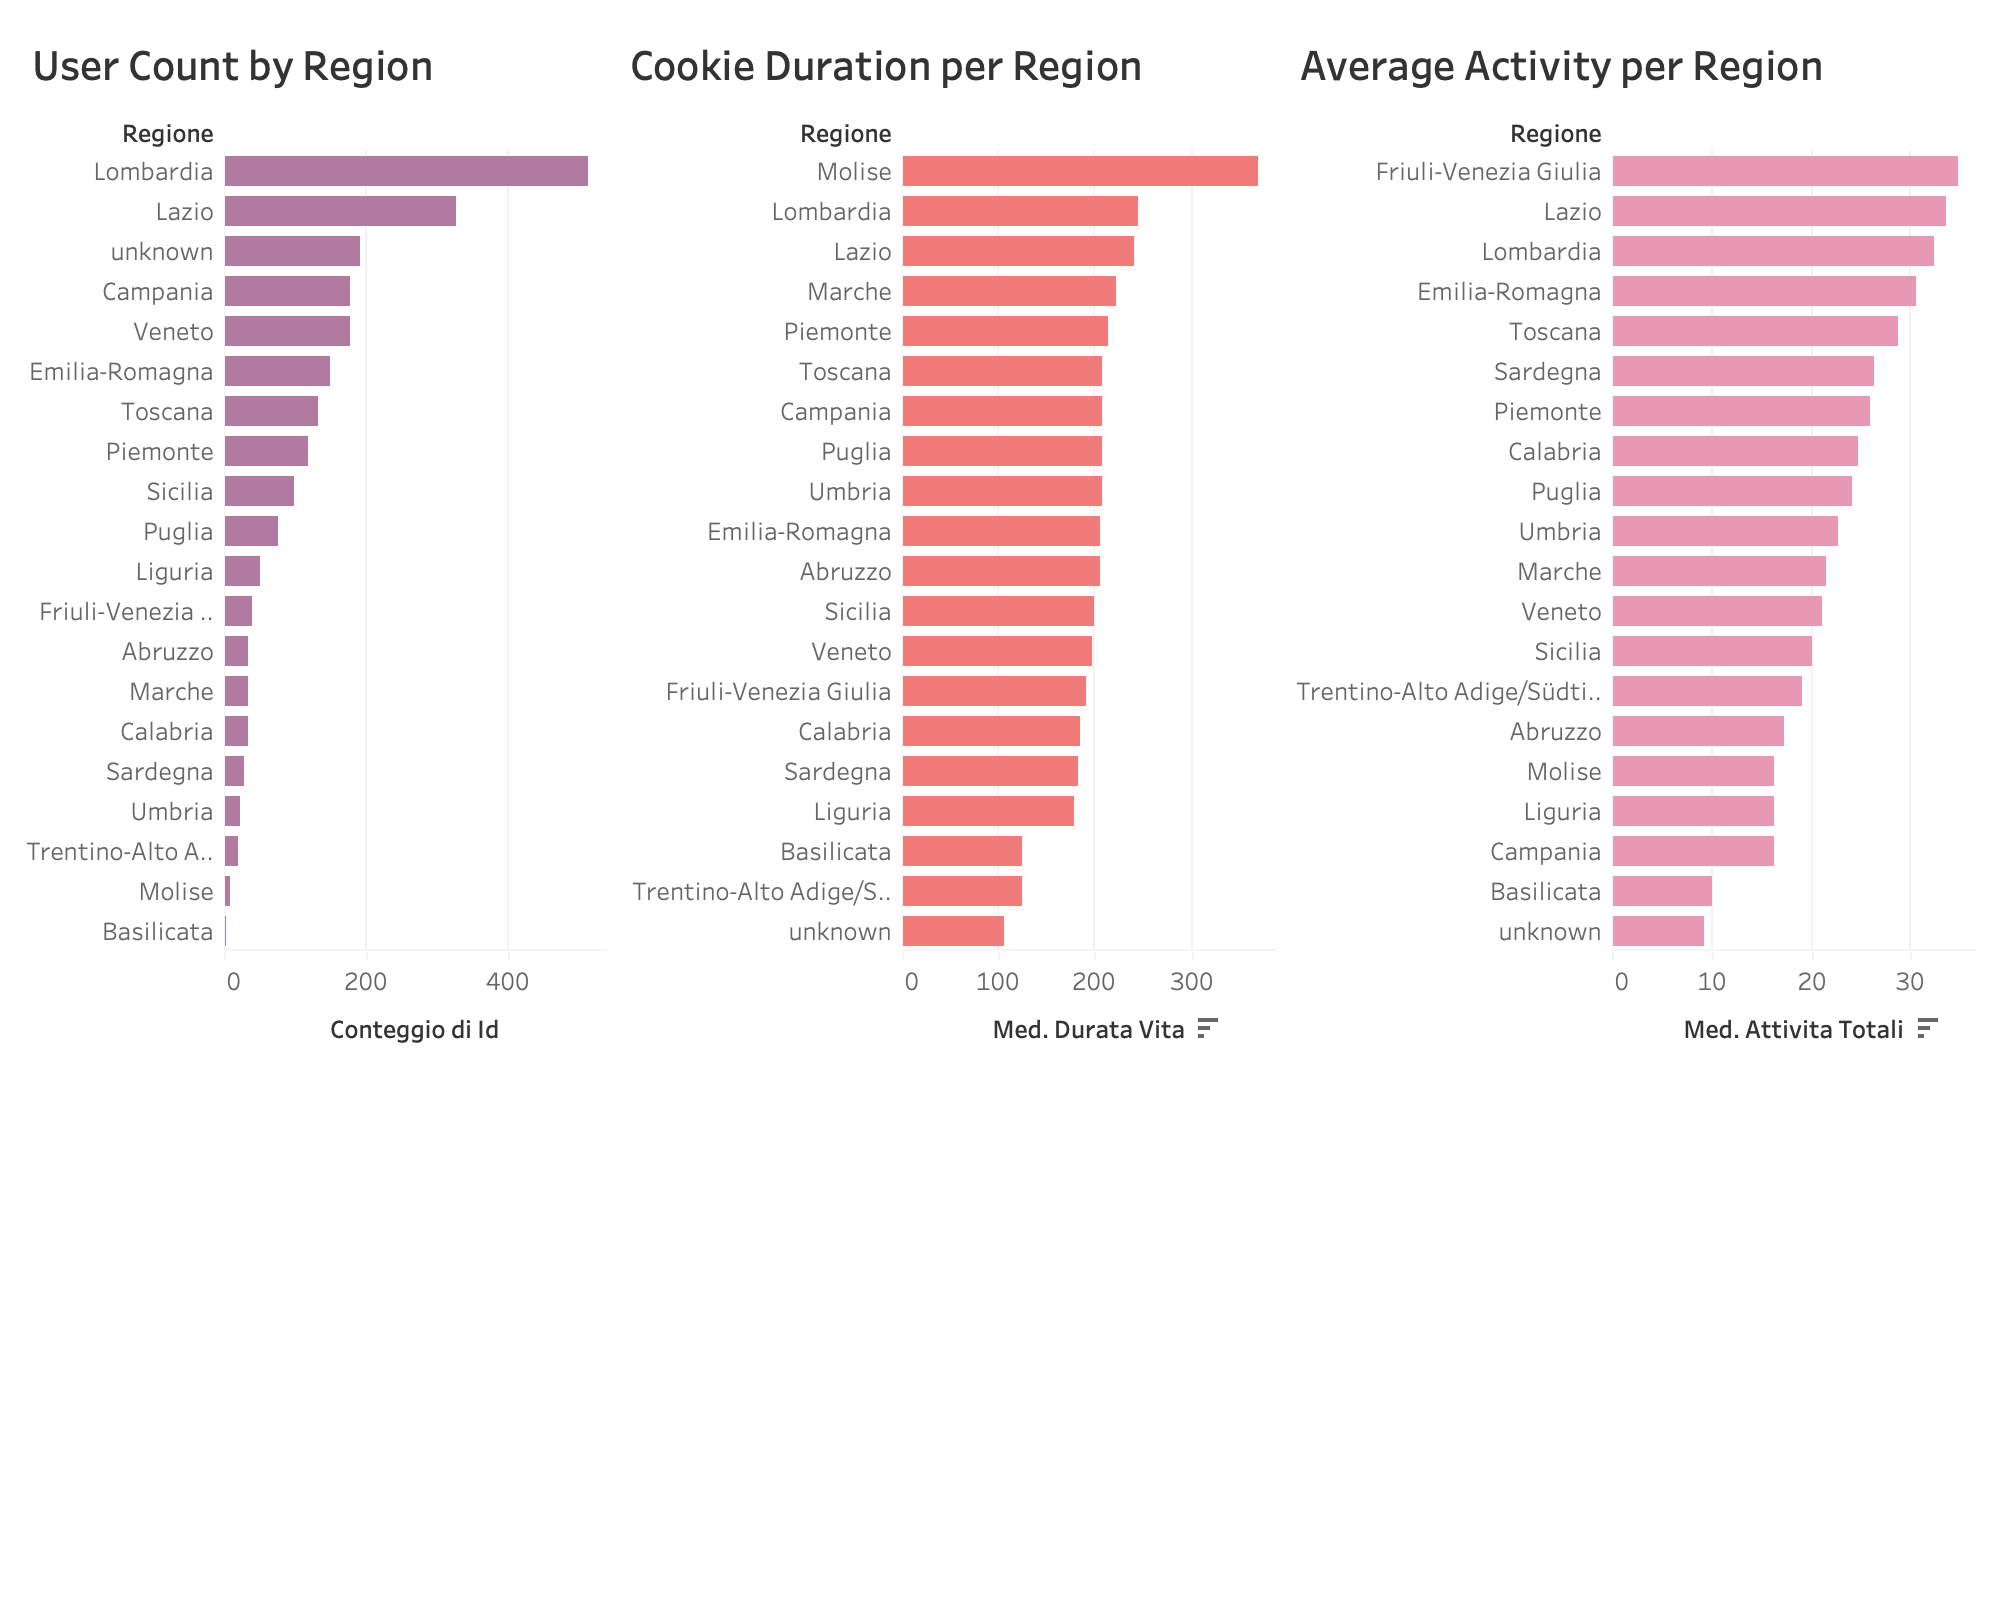 User Count by Region
Regione
Lombardia
Lazio
unknown
Campania
Veneto
Emilia-Romagna
Toscana
Piemonte
Sicilia
Puglia
Liguria
Friuli-Venezia ..
Abruzzo
Marche
Calabria
Sardegna
Umbria
Trentino-Alto A..
Molise
Basilicata
0 200 400
Conteggio di Id
Cookie Duration per Region
Regione
Molise
Lombardia
Lazio
Marche
Piemonte
Toscana
Campania
Puglia
Umbria
Emilia-Romagna
Abruzzo
Sicilia
Veneto
Friuli-Venezia Giulia
Calabria
Sardegna
Liguria
Basilicata
Trentino-Alto Adige/S..
unknown
0 100 200 300
Med. Durata Vita
Average Activity per Region
Regione
Friuli-Venezia Giulia
Lazio
Lombardia
Emilia-Romagna
Toscana
Sardegna
Piemonte
Calabria
Puglia
Umbria
Marche
Veneto
Sicilia
Trentino-Alto Adige/Südti..
Abruzzo
Molise
Liguria
Campania
Basilicata
unknown
0 10 20 30
Med. Attivita Totali